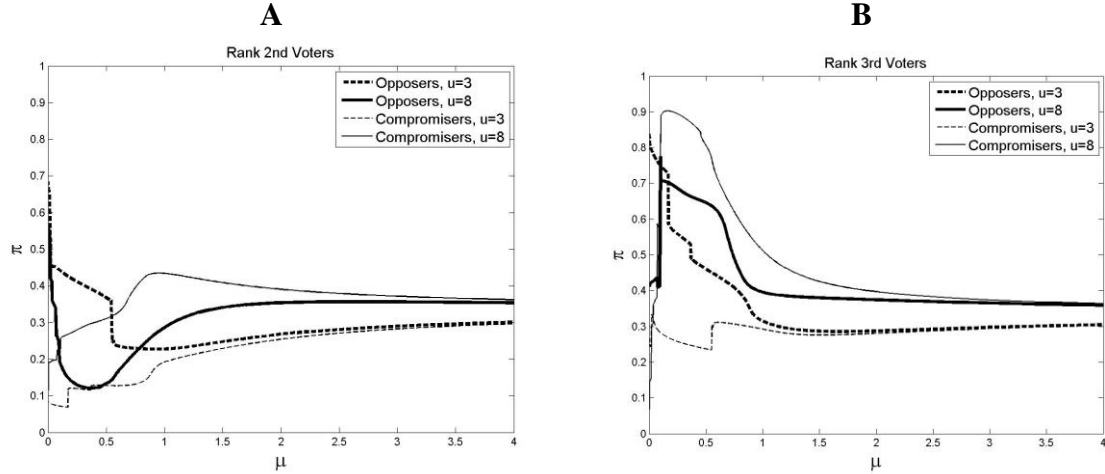 A
Rank 2nd Voters
1
0.9
0.8
0.7
0.6
0.5
0.4
0.3
0.2
0.1
0
π
Opposers, u=3
Opposers, u=8
Compromisers, u=3
Compromisers, u=8
0 0.5 1 1.5 2 2.5 3 3.5 4
μ
B
Rank 3rd Voters
1
0.9
0.8
0.7
0.6
0.5
0.4
0.3
0.2
0.1
0
π
Opposers, u=3
Opposers, u=8
Compromisers, u=3
Compromisers, u=8
0 0.5 1 1.5 2 2.5 3 3.5 4
μ